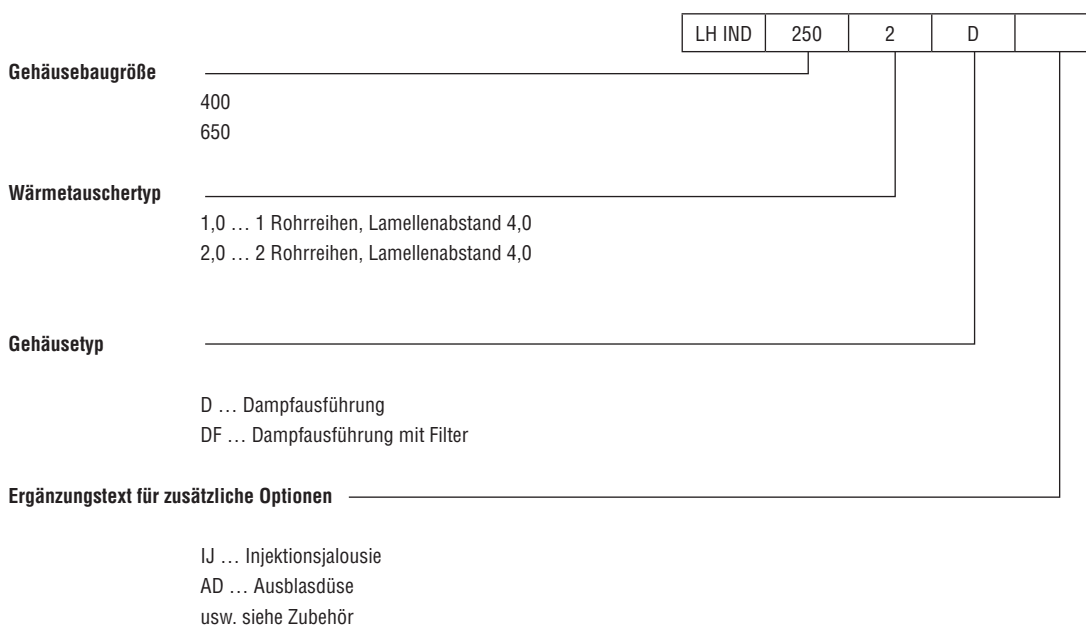 LH IND 250 2 D
Gehäusebaugröße
400
650
Wärmetauschertyp
1,0 … 1 Rohrreihen, Lamellenabstand 4,0
2,0 … 2 Rohrreihen, Lamellenabstand 4,0
Gehäusetyp
D … Dampfausführung
DF … Dampfausführung mit Filter
Ergänzungstext für zusätzliche Optionen
IJ … Injektionsjalousie
AD … Ausblasdüse
usw. siehe Zubehör